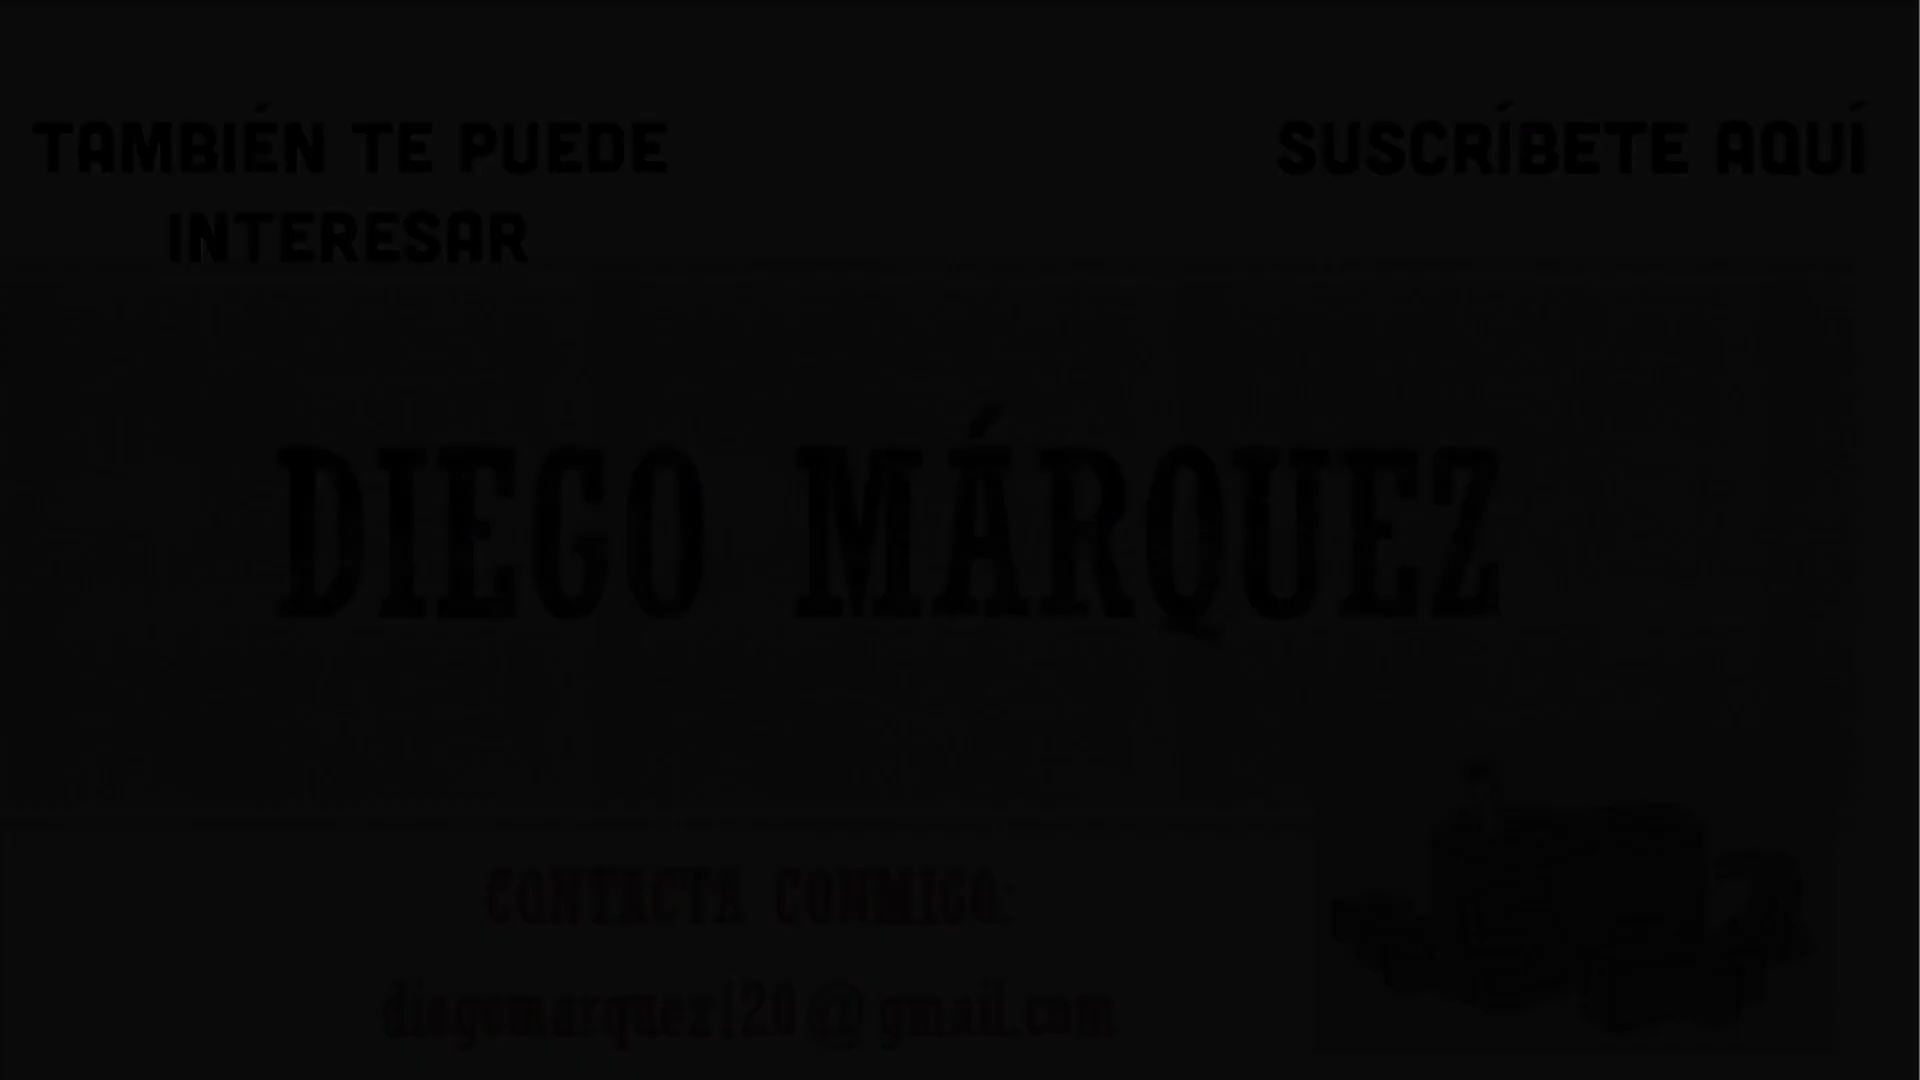 TAMBIÉN TE PUEDE
INTERESAR
SUSCRÍBETE AQUÍ
DIEGO MÁRQUEZ
CONTACTA CONMIGO:
diegomarquez120@gmail.com